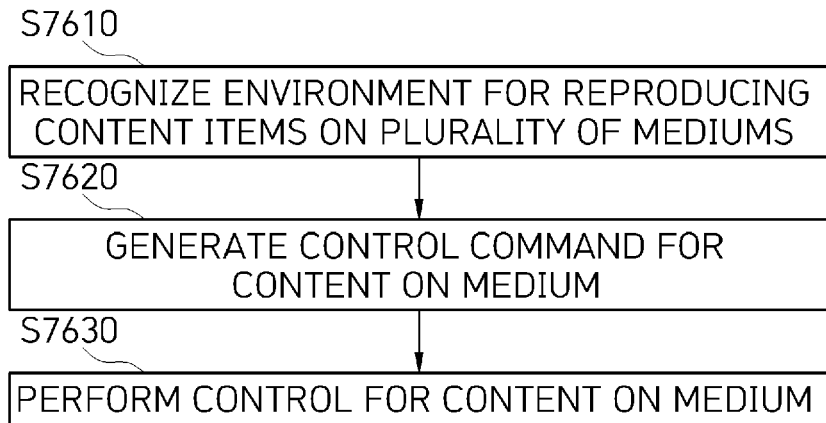 S7610
RECOGNIZE ENVIRONMENT FOR REPRODUCING
CONTENT ITEMS ON PLURALITY OF MEDIUMS
S7620
GENERATE CONTROL COMMAND FOR
CONTENT ON MEDIUM
S7630
PERFORM CONTROL FOR CONTENT ON MEDIUM